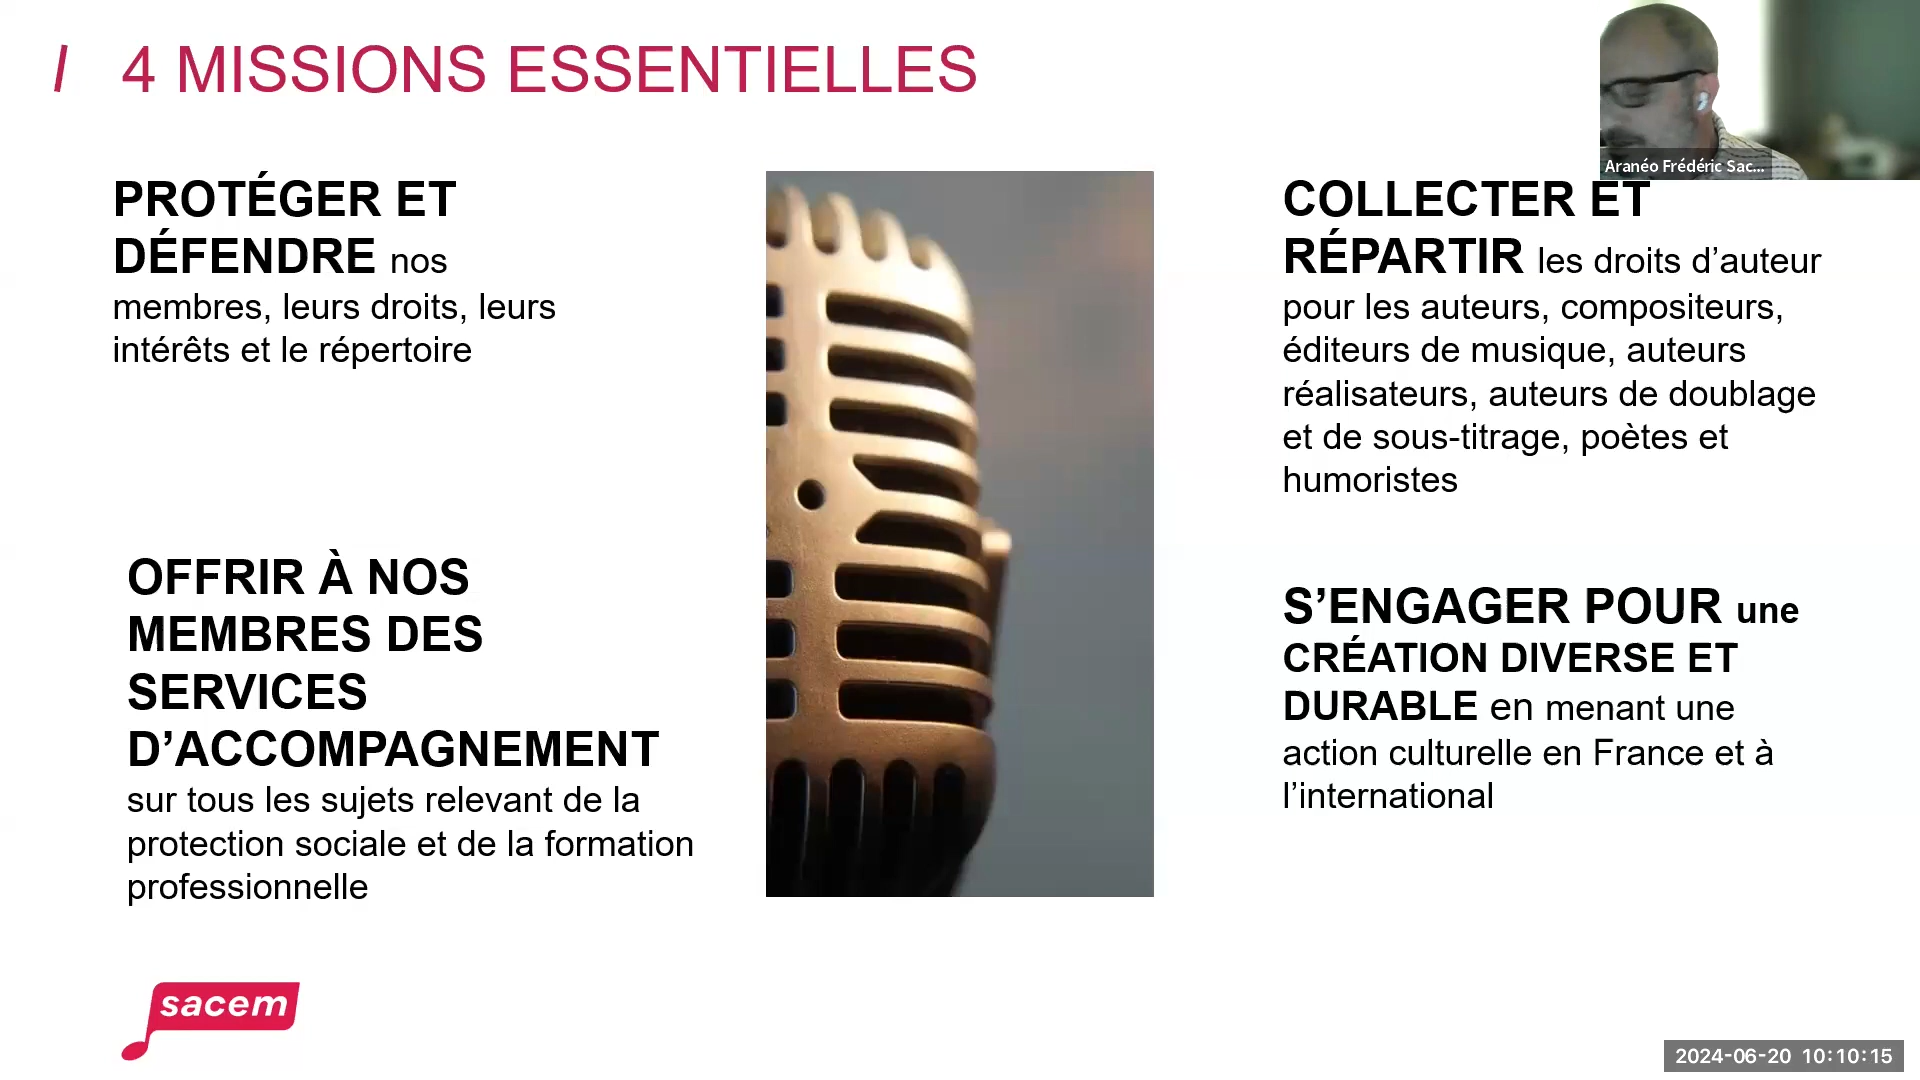 / 4 MISSIONS ESSENTIELLES
PROTÉGER ET
DÉFENDRE nos
membres, leurs droits, leurs
intérêts et le répertoire
OFFRIR À NOS
MEMBRES DES
SERVICES
D’ACCOMPAGNEMENT
sur tous les sujets relevant de la
protection sociale et de la formation
professionnelle
COLLECTER ET
RÉPARTIR les droits d’auteur
pour les auteurs, compositeurs,
éditeurs de musique, auteurs
réalisateurs, auteurs de doublage
et de sous-titrage, poètes et
humoristes
S’ENGAGER POUR une
CRÉATION DIVERSE ET
DURABLE en menant une
action culturelle en France et à
l’international
Aranéo Frédéric Sac...
sacem
2024-06-20 10:10:15